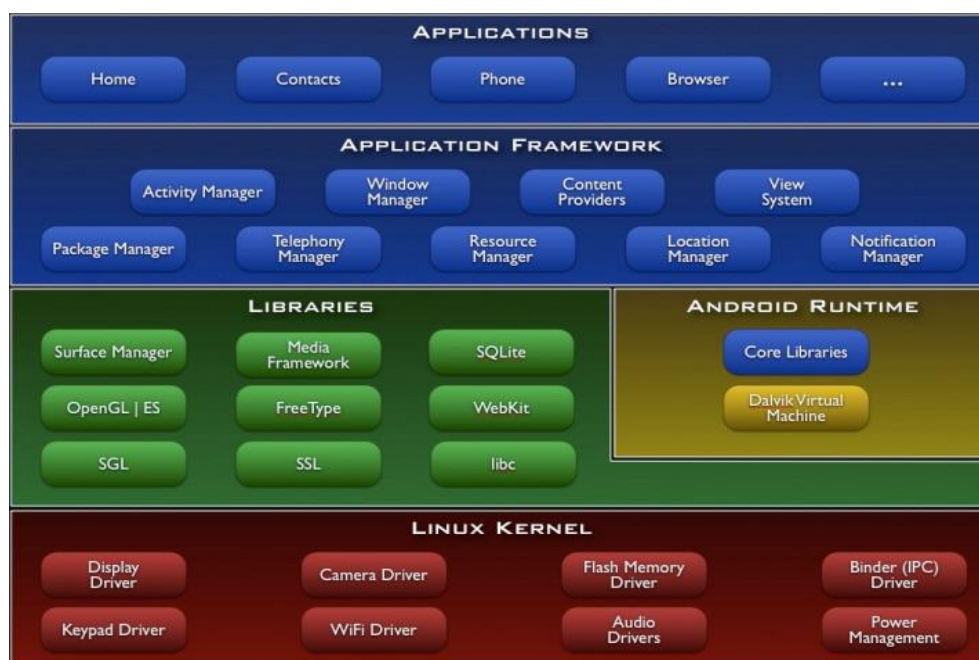 APPLICATIONS
Home
Contacts
Phone
Browser
...
APPLICATION FRAMEWORK
Activity Manager
Window
Manager
Content
Providers
View
System
Package Manager
Telephony
Manager
Resource
Manager
Location
Manager
Notification
Manager
LIBRARIES
Surface Manager
Media
Framework
SQLite
OpenGL | ES
FreeType
WebKit
SGL
SSL
libc
ANDROID RUNTIME
Core Libraries
Dalvik Virtual
Machine
LINUX KERNEL
Display
Driver
Camera Driver
Flash Memory
Driver
Binder (IPC)
Driver
Keypad Driver
WiFi Driver
Audio
Drivers
Power
Management